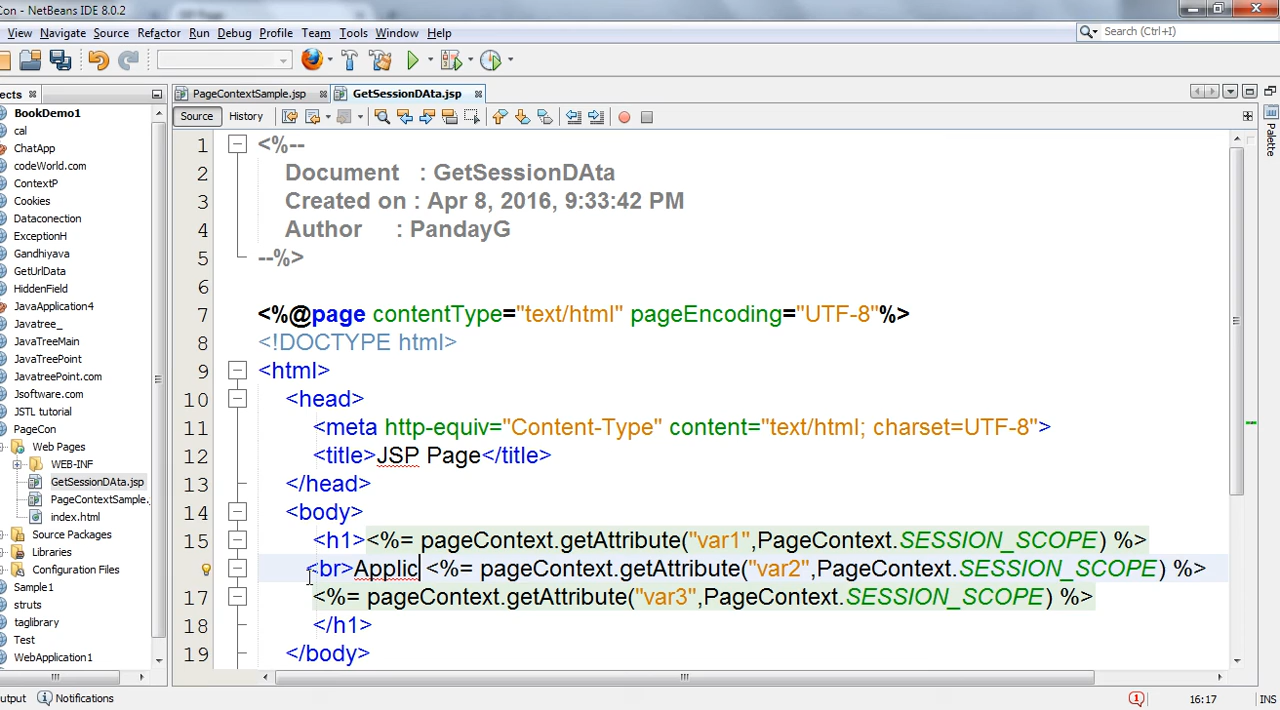 Con - NetBeans IDE 8.0.2
View Navigate Source Refactor Run Debug Profile Team Tools Window Help
Search (Ctrl+I)
ects
PageContextSample.jsp
GetSessionDAta.jsp
Source History
BookDemo1
cal
ChatApp
codeWorld.com
ContextP
Cookies
Dataconection
ExceptionH
Gandhiyava
GetUrlData
HiddenField
JavaApplication4
Javatree_
JavaTreeMain
JavaTreePoint
JavatreePoint.com
Jsoftware.com
JSTL tutorial
PageCon
Web Pages
WEB-INF
GetSessionDAta.jsp
PageContextSample.
index.html
Source Packages
Libraries
Configuration Files
Sample1
struts
taglibrary
Test
WebApplication1
1 <%--
2 Document : GetSessionDAta
3 Created on : Apr 8, 2016, 9:33:42 PM
4 Author : PandayG
5 --%>
6
7 <%@page contentType="text/html" pageEncoding="UTF-8"%>
8 <!DOCTYPE html>
9 <html>
10 <head>
11 <meta http-equiv="Content-Type" content="text/html; charset=UTF-8">
12 <title>JSP Page</title>
13 </head>
14 <body>
15 <h1><%= pageContext.getAttribute("var1",PageContext.SESSION_SCOPE) %>
<br>Applic <%= pageContext.getAttribute("var2",PageContext.SESSION_SCOPE) %>
17 <%= pageContext.getAttribute("var3",PageContext.SESSION_SCOPE) %>
18 </h1>
19 </body>
Palette
utput Notifications
1
16:17 INS